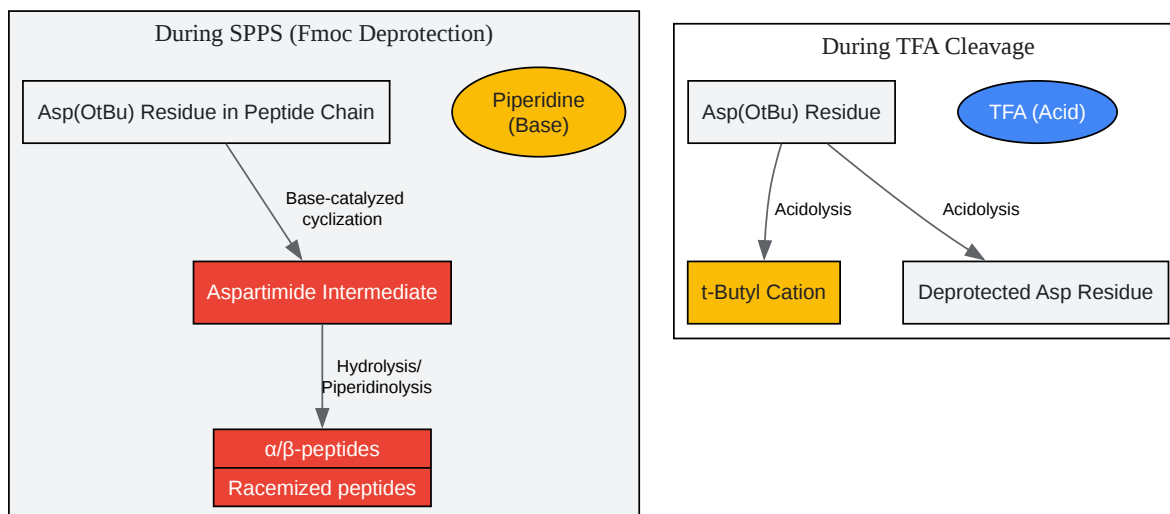 During SPPS (Fmoc Deprotection)
Asp(OtBu) Residue in Peptide Chain
Piperidine
(Base)
Base-catalyzed
cyclization
Aspartimide Intermediate
Hydrolysis/
Piperidinolysis
α/β-peptides
Racemized peptides
During TFA Cleavage
Asp(OtBu) Residue
TFA (Acid)
Acidolysis
Acidolysis
t-Butyl Cation
Deprotected Asp Residue